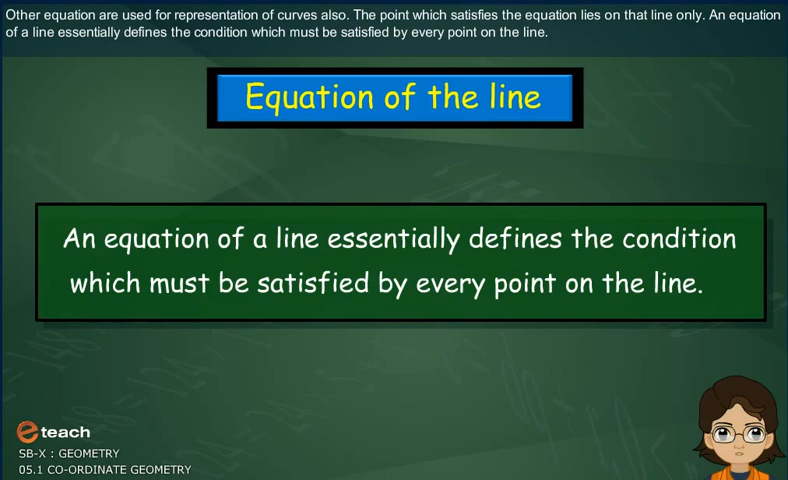 Other equation are used for representation of curves also. The point which satisfies the equation lies on that line only. An equation
of a line essentially defines the condition which must be satisfied by every point on the line.
Equation of the line
An equation of a line essentially defines the condition
which must be satisfied by every point on the line.
eteach
SB-X : GEOMETRY
05.1 CO-ORDINATE GEOMETRY